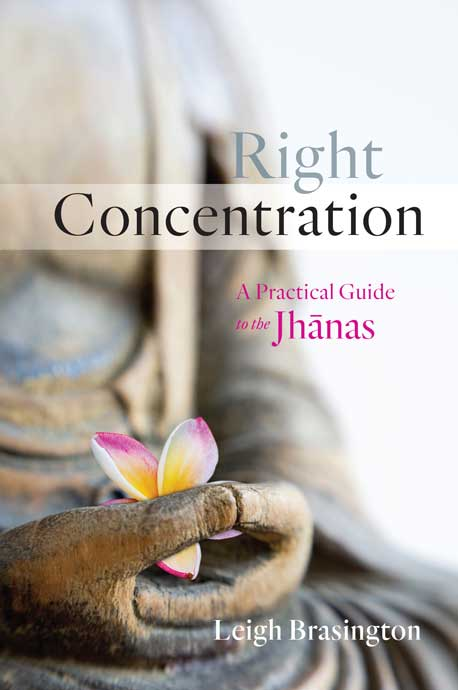 Right
Concentration
A Practical Guide
to the Jhānas
Leigh Brasington